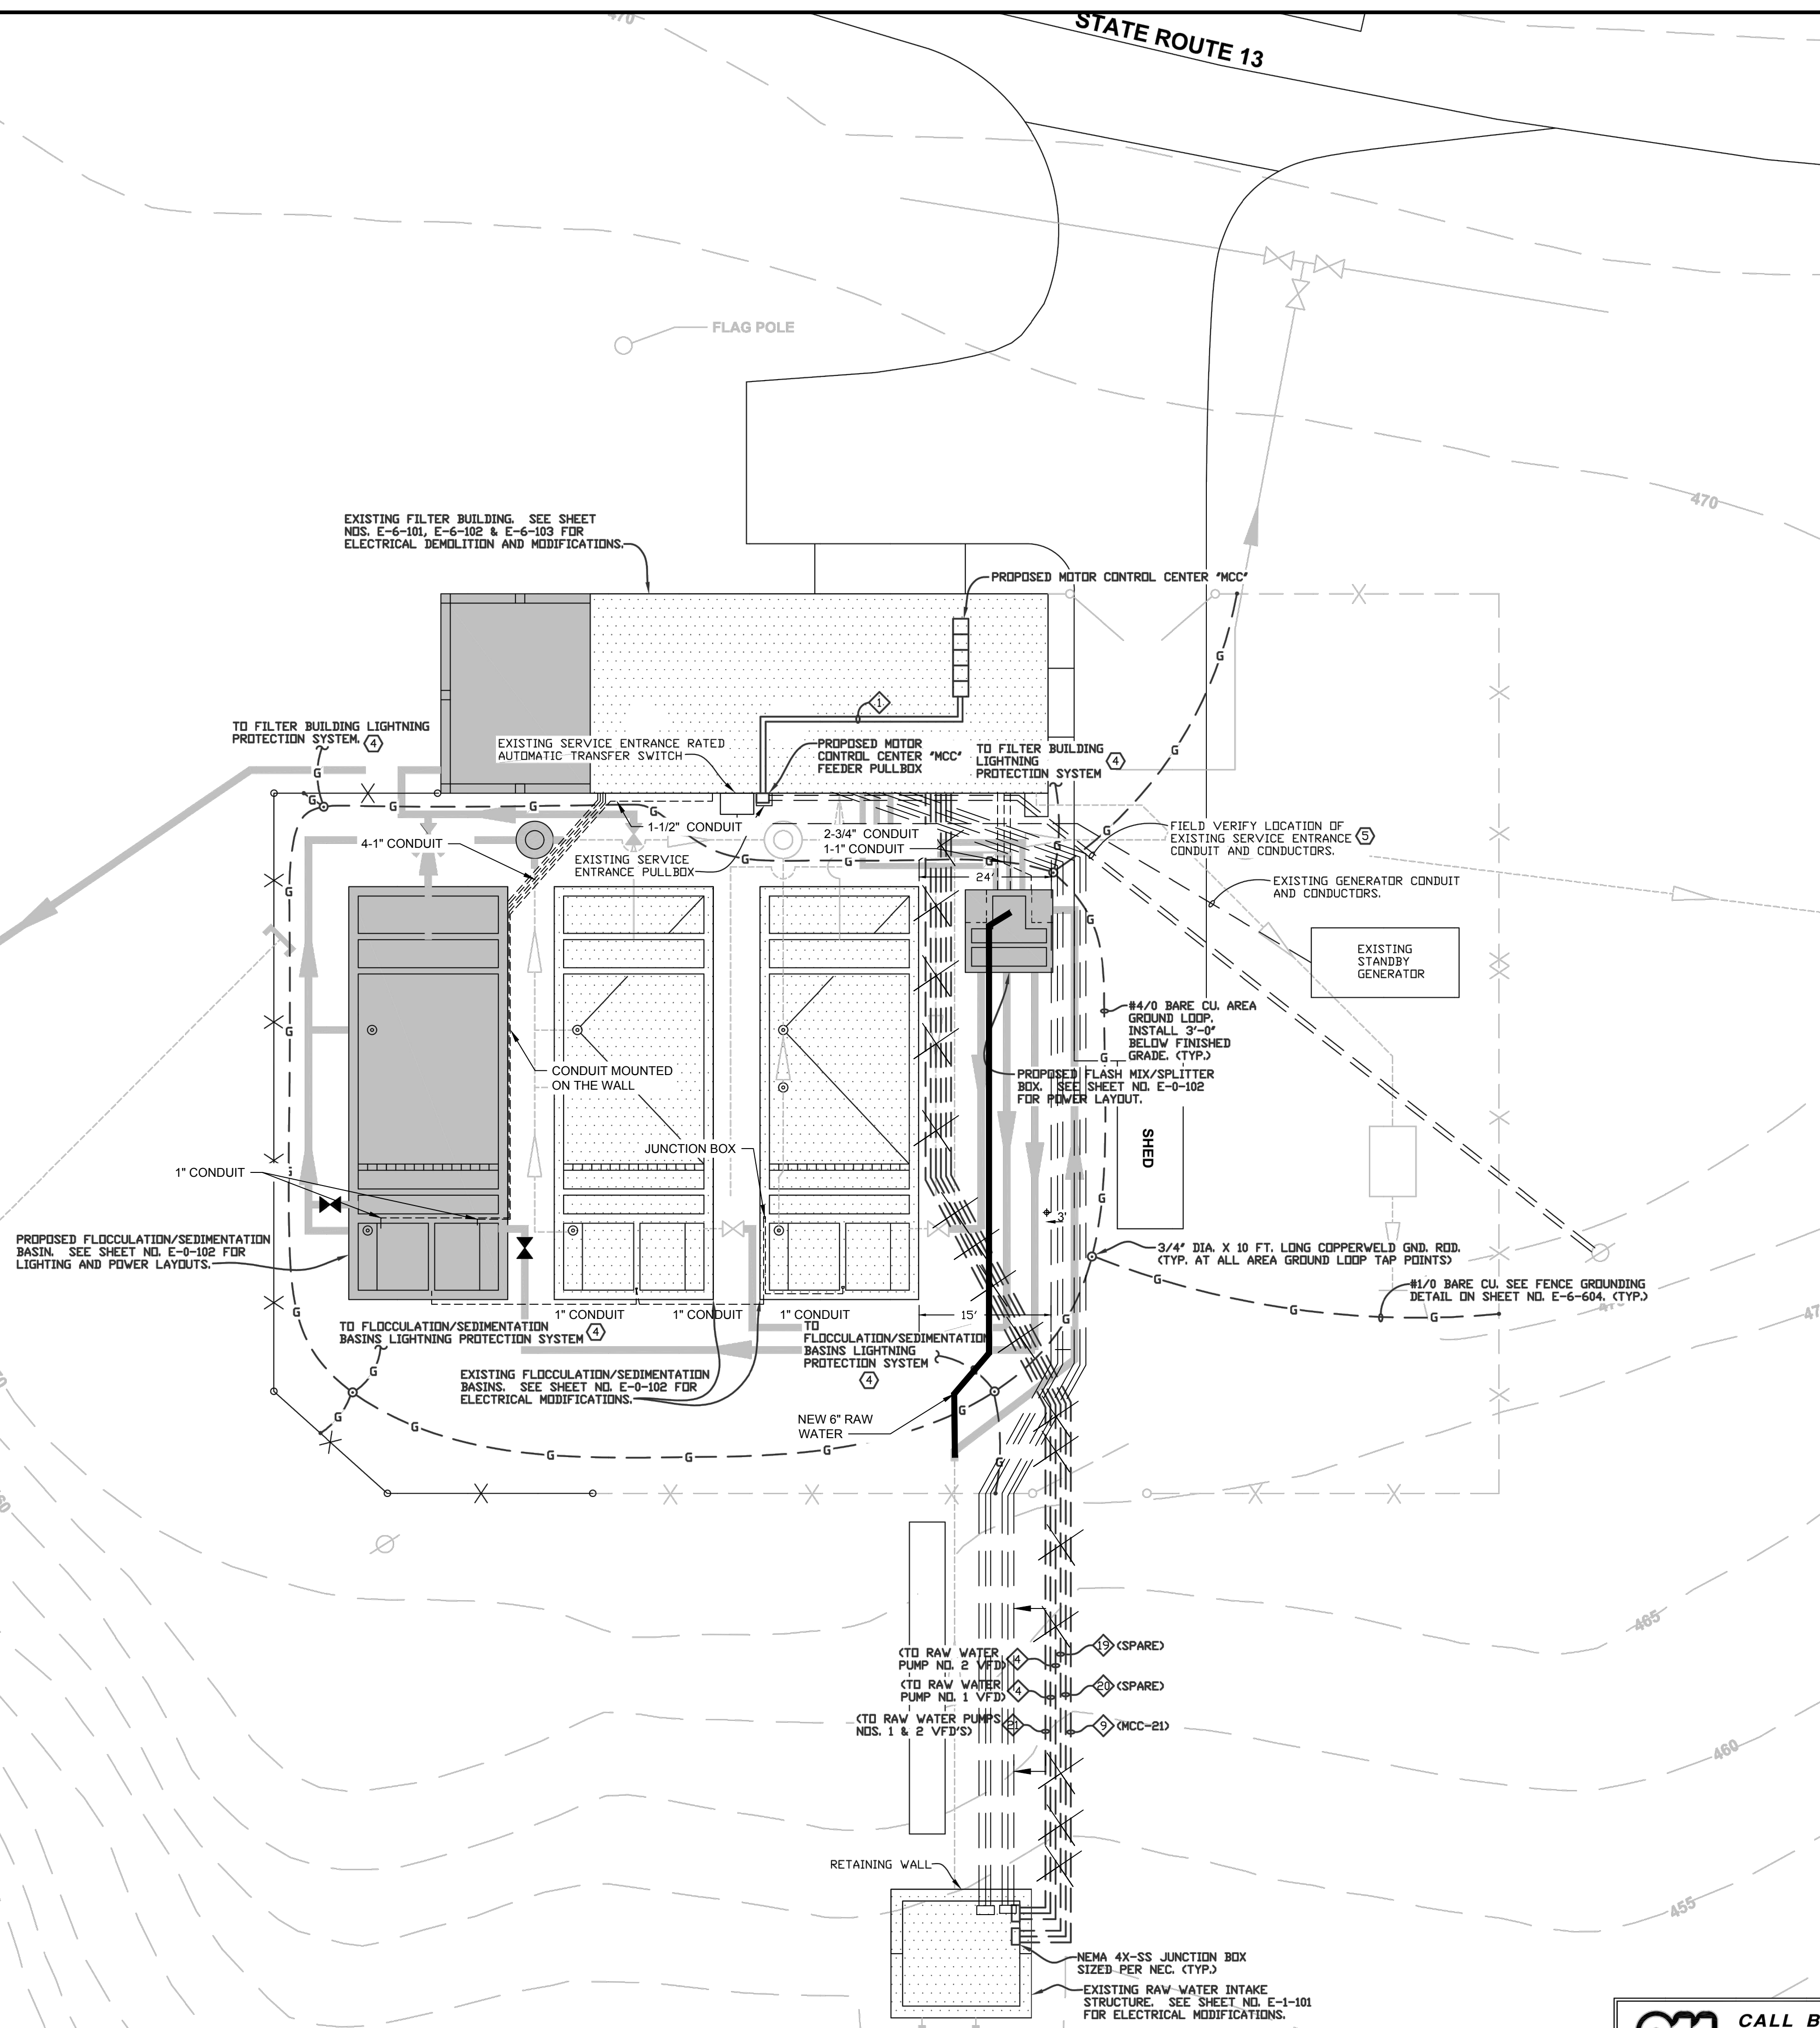 470
STATE ROUTE 13
FLAG POLE
470
EXISTING FILTER BUILDING. SEE SHEET
NOS. E-6-101, E-6-102 & E-6-103 FOR
ELECTRICAL DEMOLITION AND MODIFICATIONS.
PROPOSED MOTOR CONTROL CENTER "MCC"
G
1
TO FILTER BUILDING LIGHTNING
PROTECTION SYSTEM. 4
EXISTING SERVICE ENTRANCE RATED
AUTOMATIC TRANSFER SWITCH
PROPOSED MOTOR
CONTROL CENTER "MCC"
FEEDER PULLBOX
TO FILTER BUILDING
LIGHTNING
PROTECTION SYSTEM 4
G
G
G
G
G
G
4-1" CONDUIT
1-1/2" CONDUIT
EXISTING SERVICE
ENTRANCE PULLBOX
2-3/4" CONDUIT
1-1" CONDUIT
G
G
G
G
G
24'
FIELD VERIFY LOCATION OF
EXISTING SERVICE ENTRANCE 5
CONDUIT AND CONDUCTORS.
EXISTING GENERATOR CONDUIT
AND CONDUCTORS.
EXISTING
STANDBY
GENERATOR
G
G
G
#4/0 BARE CU. AREA
GROUND LOOP.
INSTALL 3'-0"
BELOW FINISHED
GRADE. (TYP.)
G
PROPOSED FLASH MIX/SPLITTER
BOX. SEE SHEET NO. E-0-102
FOR POWER LAYOUT.
CONDUIT MOUNTED
ON THE WALL
SHED
JUNCTION BOX
1" CONDUIT
G
3'
PROPOSED FLOCCULATION/SEDIMENTATION
BASIN. SEE SHEET NO. E-0-102 FOR
LIGHTING AND POWER LAYOUTS.
3/4" DIA. X 10 FT. LONG COPPERWELD GND. ROD.
(TYP. AT ALL AREA GROUND LOOP TAP POINTS)
G
#1/0 BARE CU. SEE FENCE GROUNDING
DETAIL ON SHEET NO. E-6-604. (TYP.)
G
G
G
1" CONDUIT
1" CONDUIT
1" CONDUIT
15'
G
TO FLOCCULATION/SEDIMENTATION
BASINS LIGHTNING PROTECTION SYSTEM 4
TO
FLOCCULATION/SEDIMENTATION
BASINS LIGHTNING
PROTECTION SYSTEM
4
G
EXISTING FLOCCULATION/SEDIMENTATION
BASINS. SEE SHEET NO. E-0-102 FOR
ELECTRICAL MODIFICATIONS.
NEW 6" RAW
WATER
G
G
G
G
G
G
G
465
(TO RAW WATER
PUMP NO. 2 VFD) 4
19 (SPARE)
(TO RAW WATER
PUMP NO. 1 VFD) 4
20 (SPARE)
(TO RAW WATER PUMPS
NOS. 1 & 2 VFD'S) 21
9 (MCC-21)
460
RETAINING WALL
455
NEMA 4X-SS JUNCTION BOX
SIZED PER NEC. (TYP.)
EXISTING RAW WATER INTAKE
STRUCTURE. SEE SHEET NO. E-1-101
FOR ELECTRICAL MODIFICATIONS.
CALL B